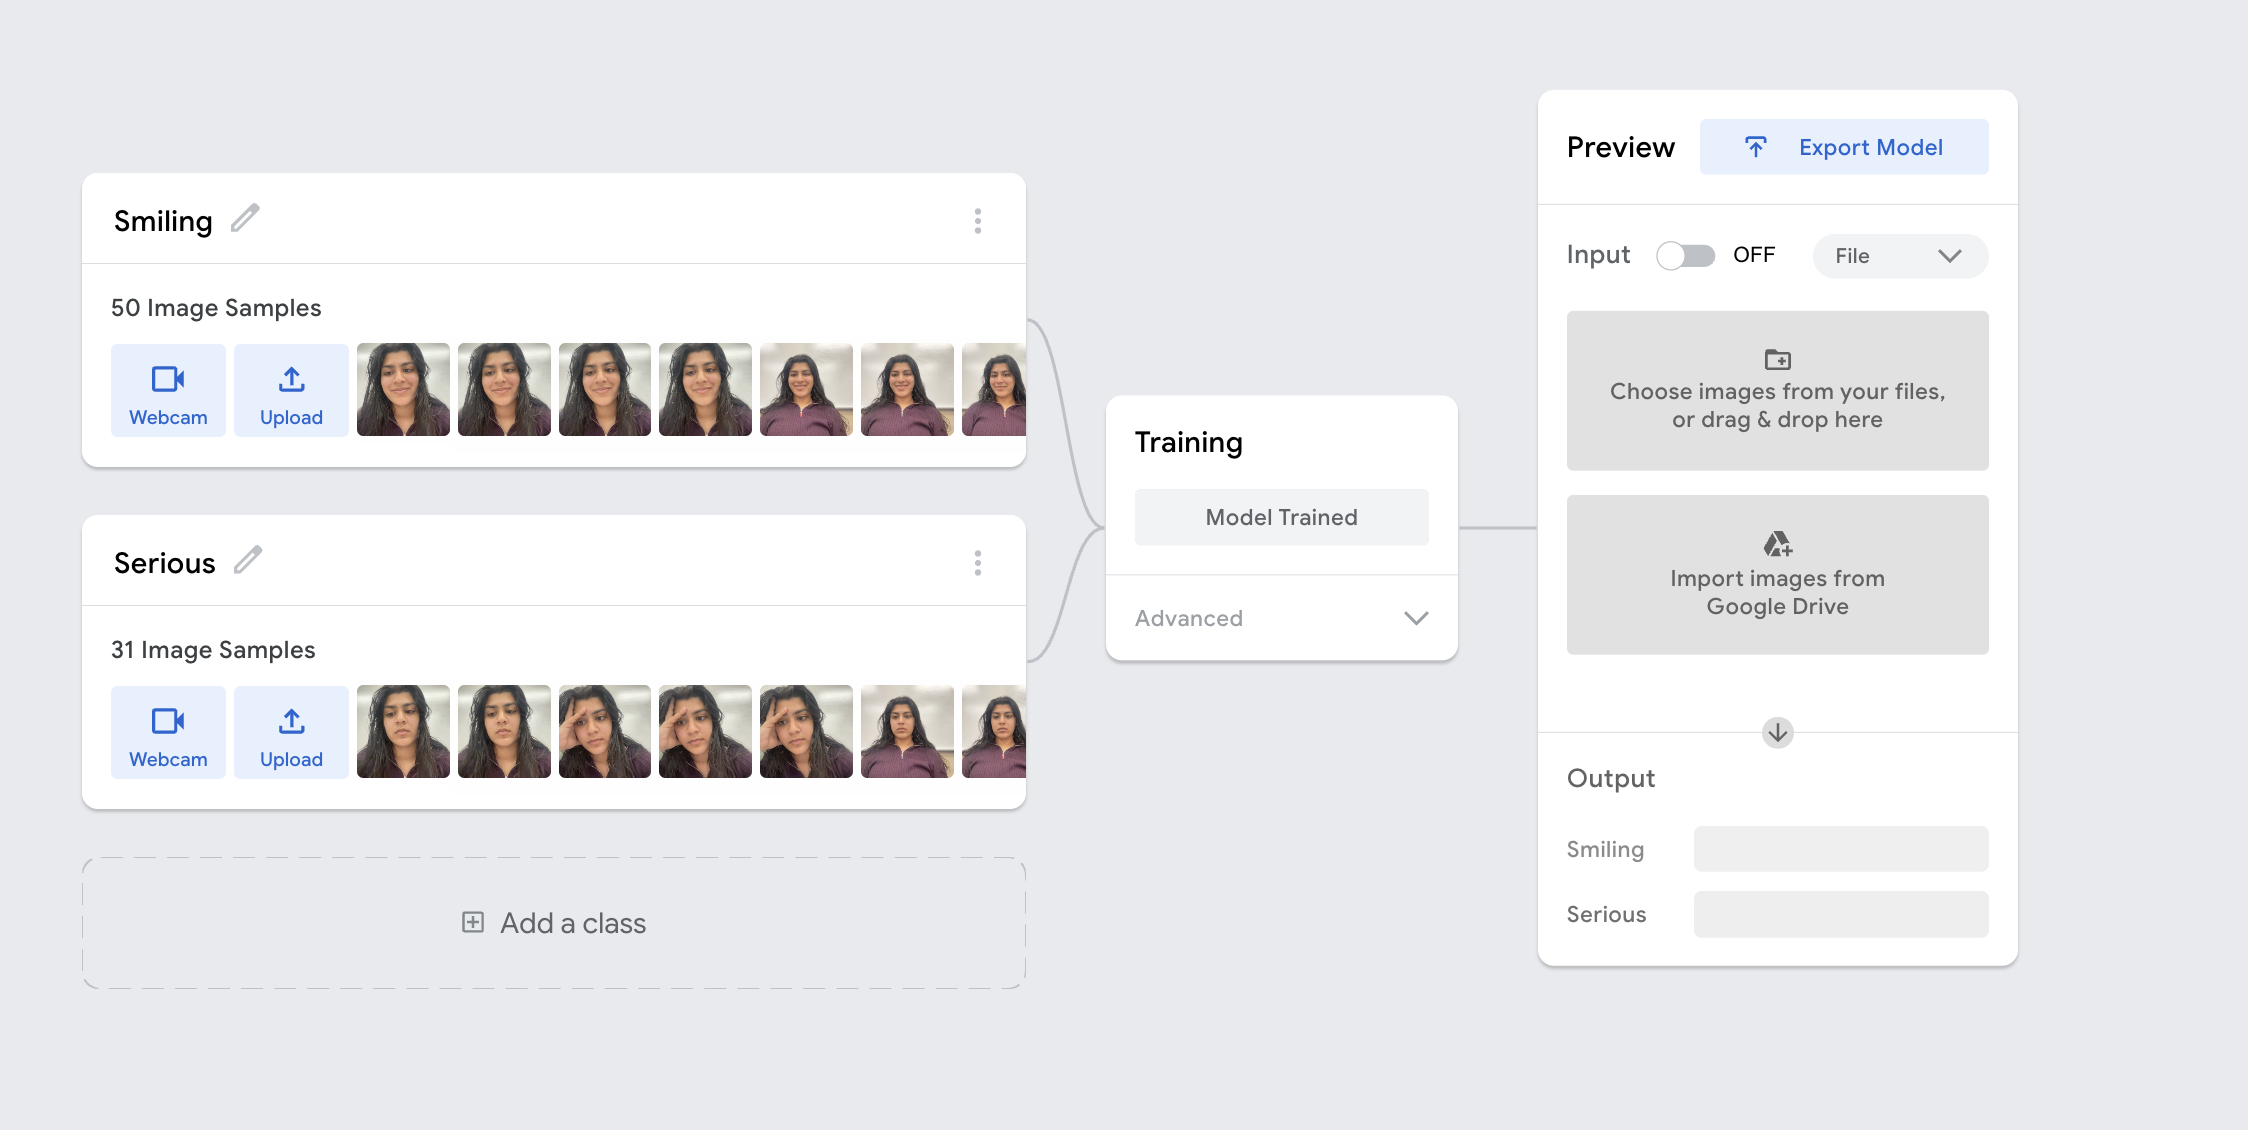 Smiling
50 Image Samples
Webcam
Upload
Serious
31 Image Samples
Webcam
Upload
Add a class
Training
Model Trained
Advanced
Preview
Export Model
Input
OFF
File
Choose images from your files,
or drag & drop here
Import images from
Google Drive
Output
Smiling
Serious